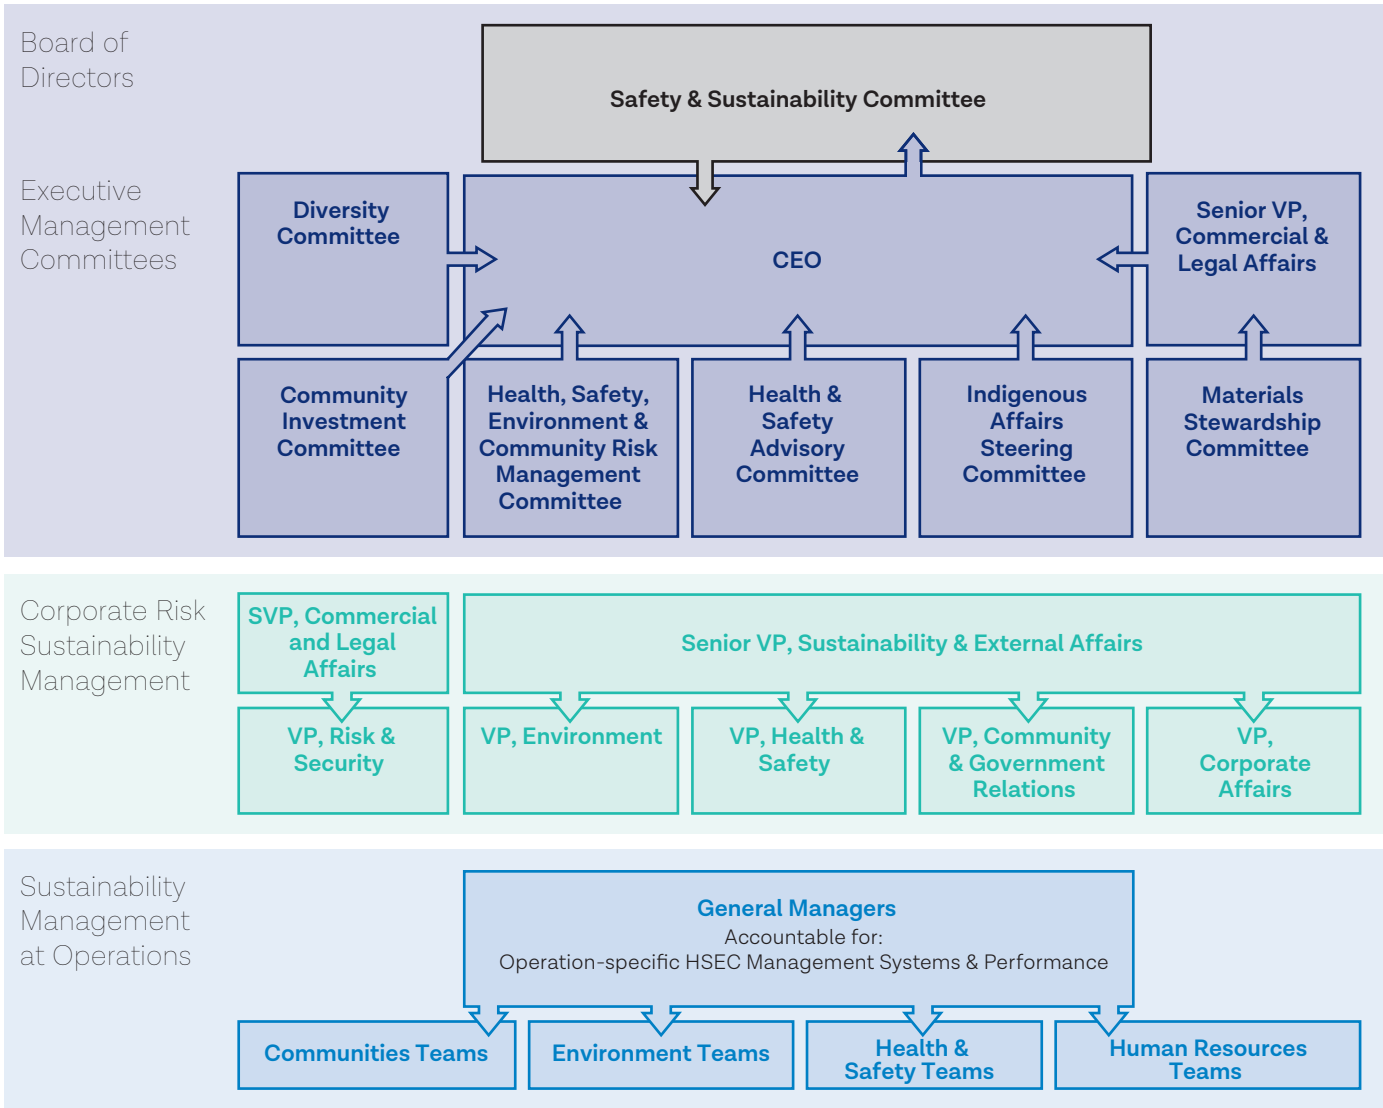 Board of
Directors
Safety & Sustainability Committee
Executive
Management
Committees
Diversity
Committee
CEO
Senior VP,
Commercial &
Legal Affairs
Community
Investment
Committee
Health, Safety,
Environment &
Community Risk
Management
Committee
Health &
Safety
Advisory
Committee
Indigenous
Affairs
Steering
Committee
Materials
Stewardship
Committee
Corporate Risk
Sustainability
Management
SVP, Commercial
and Legal
Affairs
Senior VP, Sustainability & External Affairs
VP, Risk &
Security
VP, Environment
VP, Health &
Safety
VP, Community
& Government
Relations
VP,
Corporate
Affairs
Sustainability
Management
at Operations
General Managers
Accountable for:
Operation-specific HSEC Management Systems & Performance
Communities Teams
Environment Teams
Health &
Safety Teams
Human Resources
Teams